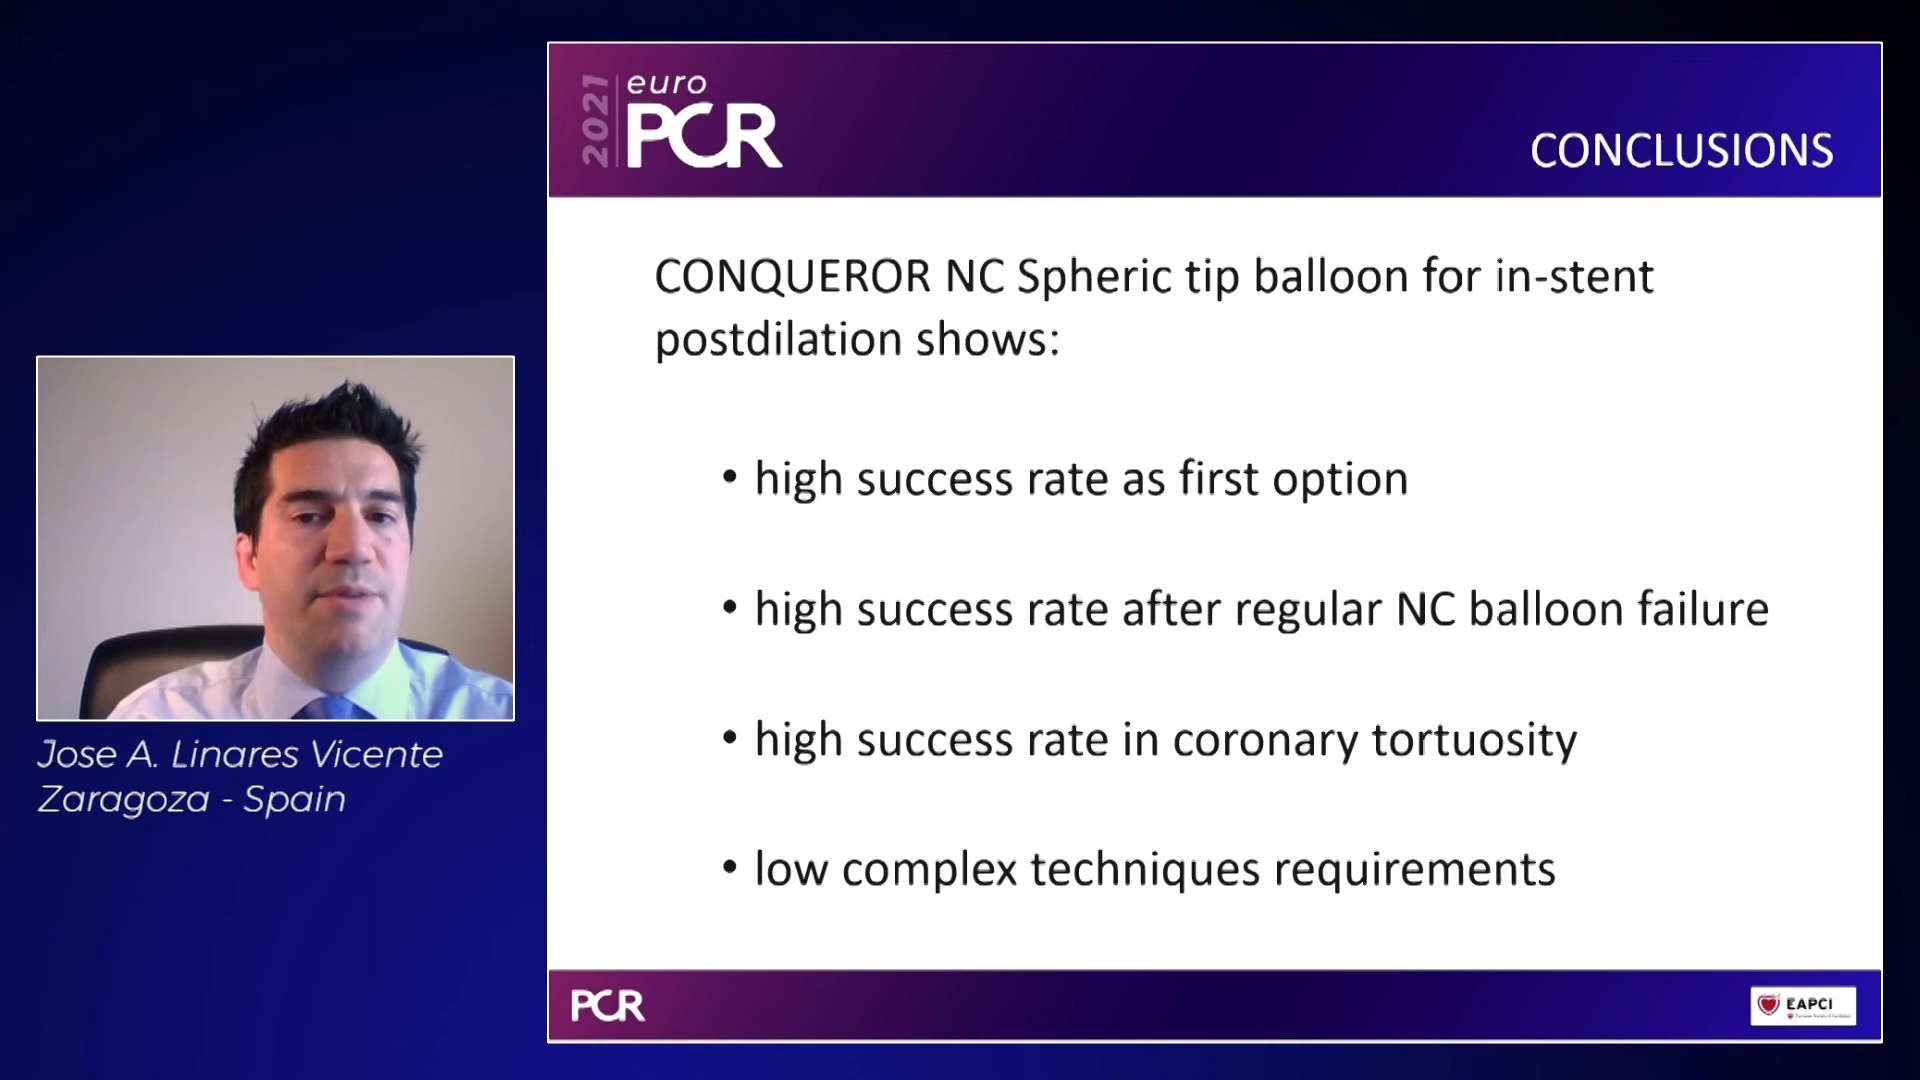 2021
euro
PCR
CONCLUSIONS
CONQUEROR NC Spheric tip balloon for in-stent
postdilation shows:
• high success rate as first option
• high success rate after regular NC balloon failure
• high success rate in coronary tortuosity
• low complex techniques requirements
Jose A. Linares Vicente
Zaragoza - Spain
PCR
EAPCI